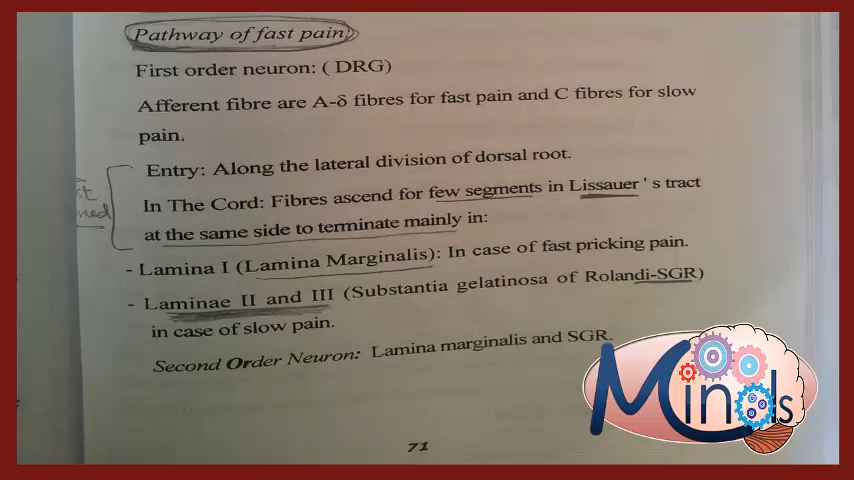 Pathway of fast pain:
First order neuron: ( DRG)
Afferent fibre are A-δ fibres for fast pain and C fibres for slow
pain.
Entry: Along the lateral division of dorsal root.
In The Cord: Fibres ascend for few segments in Lissauer's tract
at the same side to terminate mainly in:
- Lamina I (Lamina Marginalis): In case of fast pricking pain.
- Laminae II and III (Substantia gelatinosa of Rolandi-SGR)
in case of slow pain.
Second Order Neuron: Lamina marginalis and SGR.
Minds
71